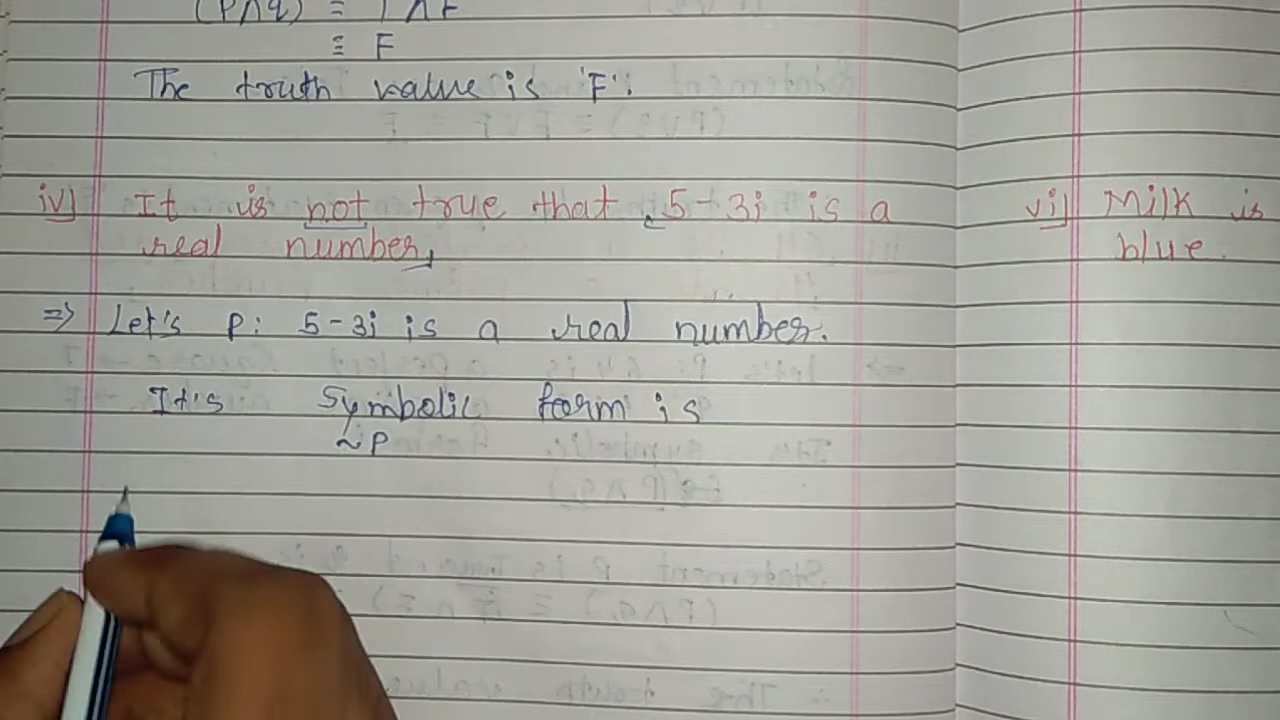 (P∧q) ≡ T∧F
≡ F
The truth value is 'F'.
iv) It is not true that 5-3i is a
real number,
⇒ Let's p: 5-3i is a real number.
It's symbolic form is
~p
vi) Milk is
blue.